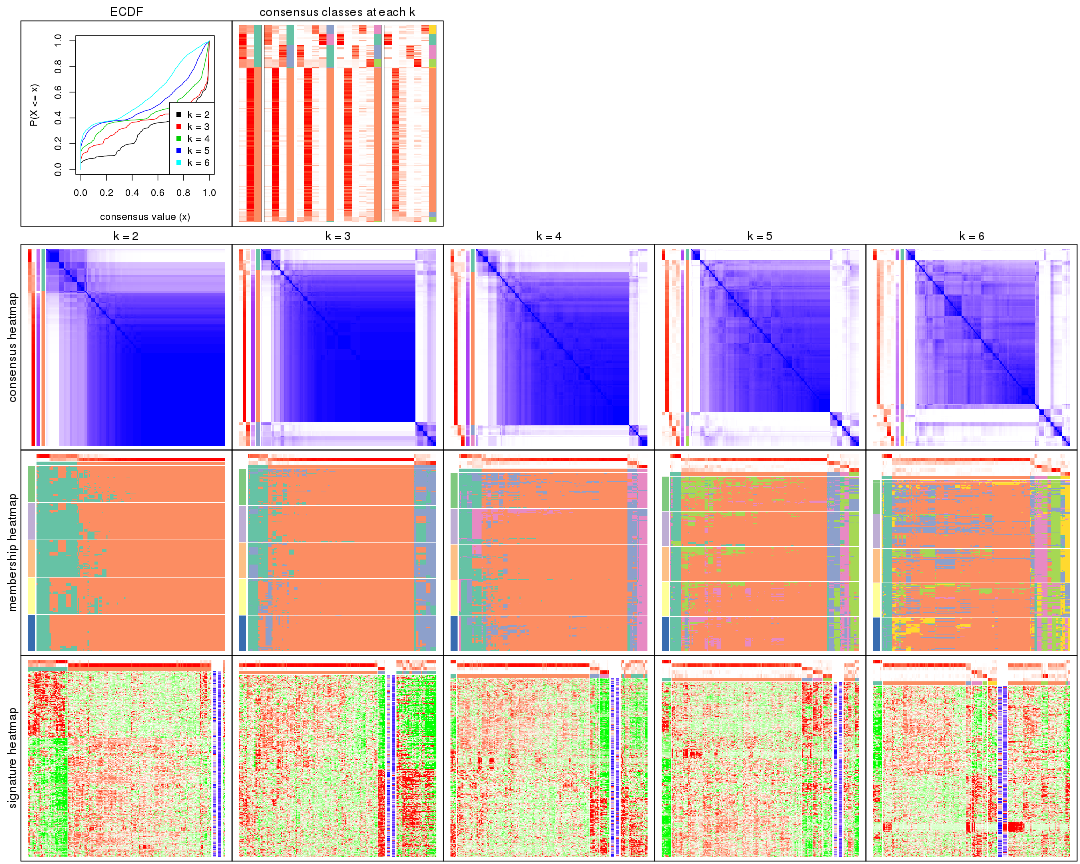 ECDF
consensus classes at each k
P(X <= x)
1.0
0.8
0.6
0.4
0.2
0.0
k = 2
k = 3
k = 4
k = 5
k = 6
0.0 0.2 0.4 0.6 0.8 1.0
consensus value (x)
k = 2 k = 3 k = 4 k = 5 k = 6
consensus heatmap
membership heatmap
signature heatmap